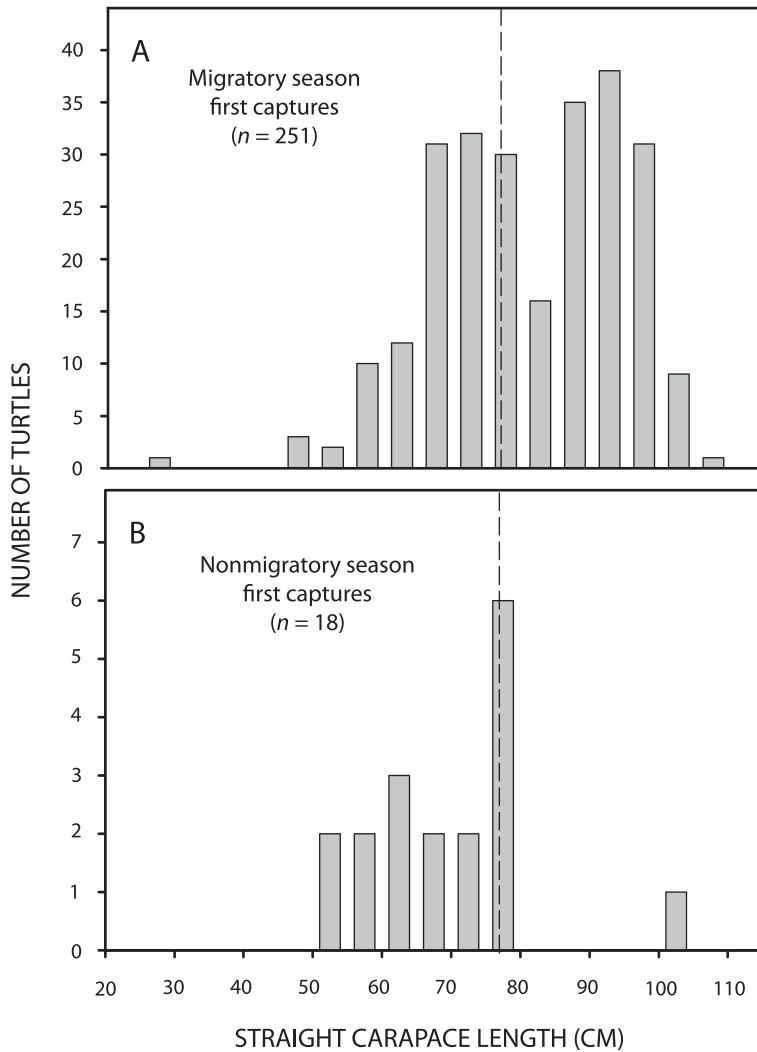 A
Migratory season
first captures
(n = 251)
40
35
30
25
20
15
10
5
0
NUMBER OF TURTLES
B
Nonmigratory season
first captures
(n = 18)
7
6
5
4
3
2
1
0
20 30 40 50 60 70 80 90 100 110
STRAIGHT CARAPACE LENGTH (CM)